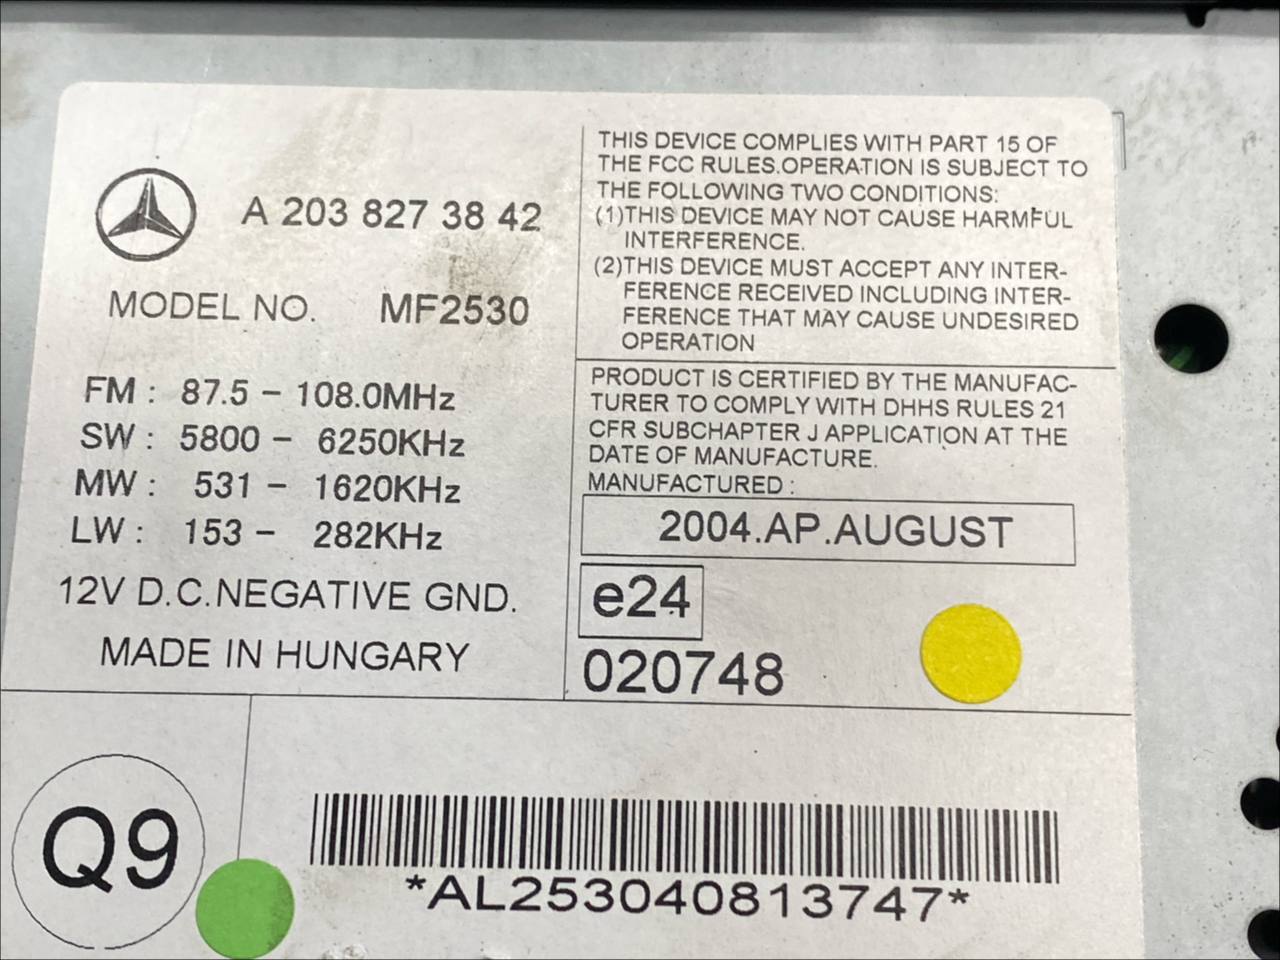 A 203 827 38 42
MODEL NO. MF2530
FM : 87.5 - 108.0MHz
SW : 5800 - 6250KHz
MW : 531 - 1620KHz
LW : 153 - 282KHz
12V D.C.NEGATIVE GND.
MADE IN HUNGARY
THIS DEVICE COMPLIES WITH PART 15 OF
THE FCC RULES.OPERATION IS SUBJECT TO
THE FOLLOWING TWO CONDITIONS:
(1)THIS DEVICE MAY NOT CAUSE HARMFUL
INTERFERENCE.
(2)THIS DEVICE MUST ACCEPT ANY INTER-
FERENCE RECEIVED INCLUDING INTER-
FERENCE THAT MAY CAUSE UNDESIRED
OPERATION
PRODUCT IS CERTIFIED BY THE MANUFAC-
TURER TO COMPLY WITH DHHS RULES 21
CFR SUBCHAPTER J APPLICATION AT THE
DATE OF MANUFACTURE.
MANUFACTURED :
2004.AP.AUGUST
e24
020748
Q9
*AL253040813747*